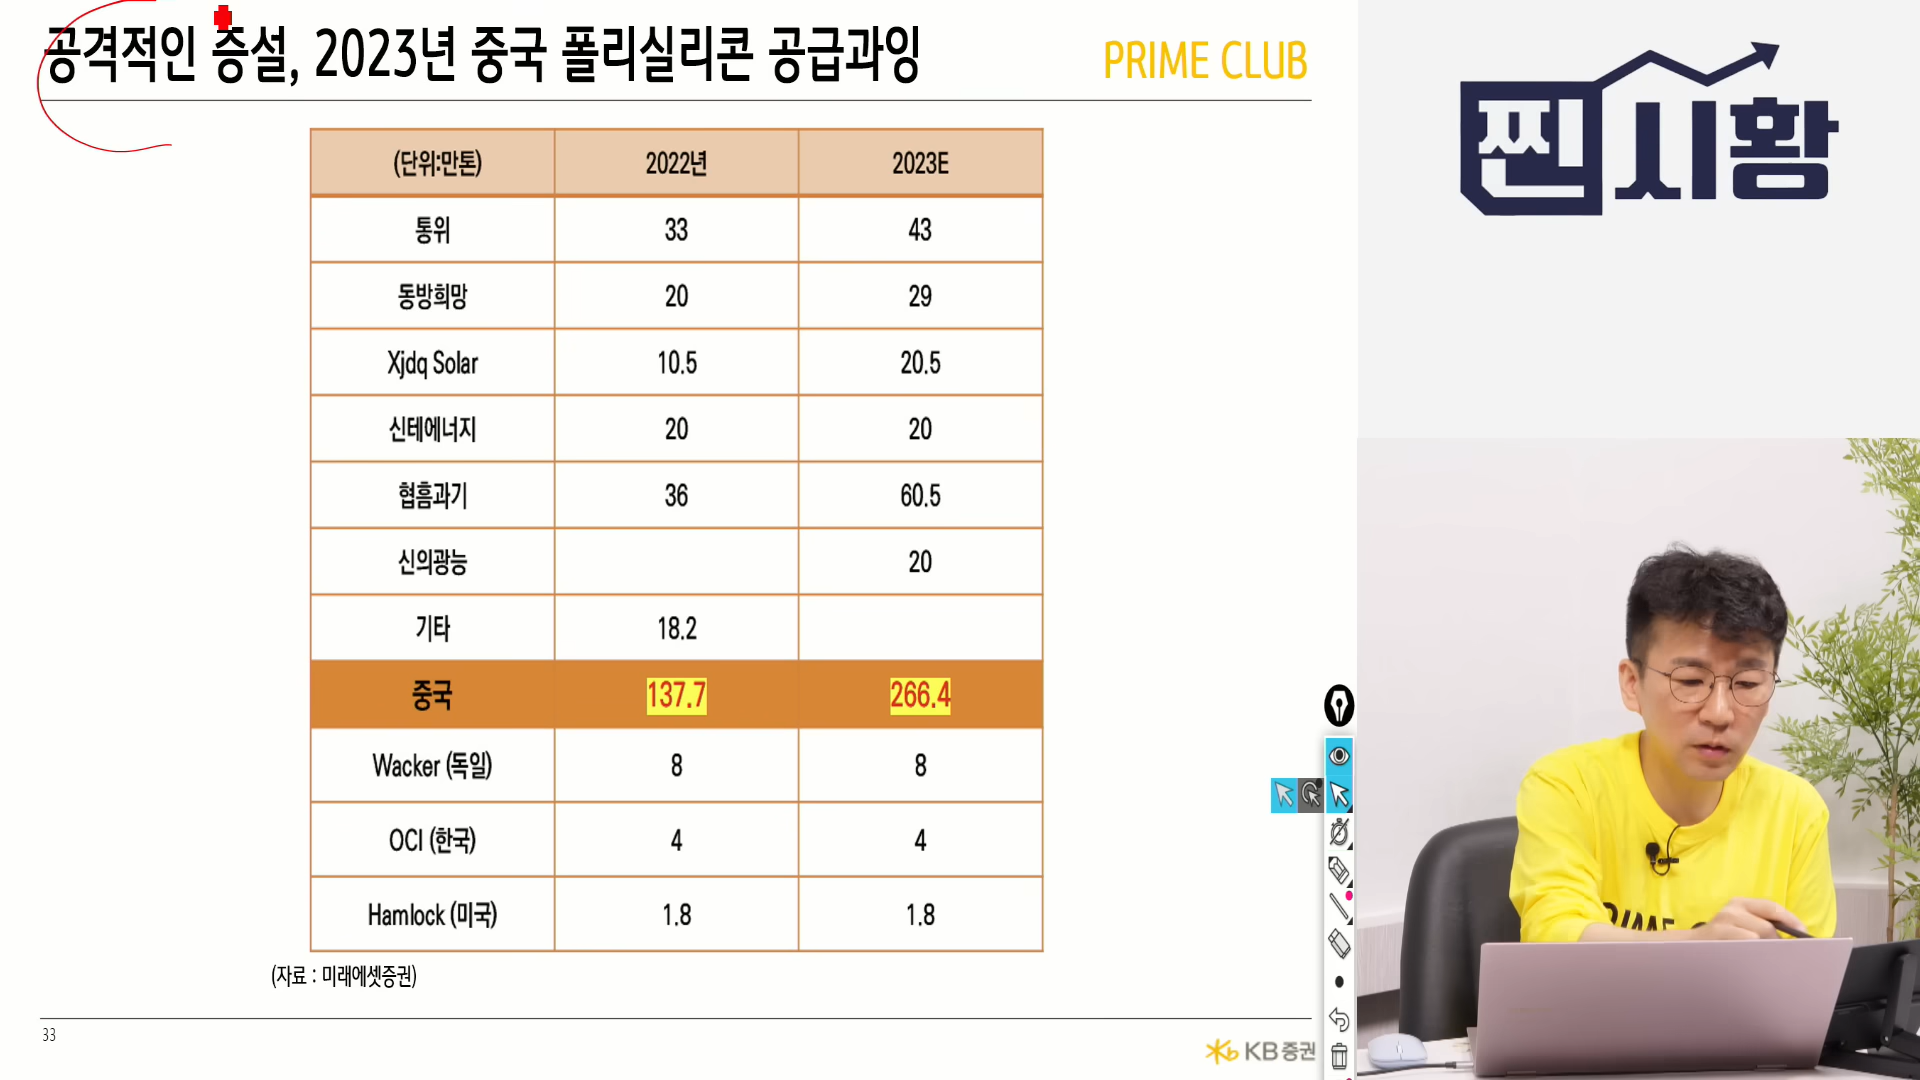 공격적인 증설, 2023년 중국 폴리실리콘 공급과잉
PRIME CLUB
찐시황
(단위:만톤) 2022년 2023E
통위 33 43
동방희망 20 29
Xjdq Solar 10.5 20.5
신테에너지 20 20
협흠과기 36 60.5
신의광능 20
기타 18.2
중국 137.7 266.4
Wacker (독일) 8 8
OCI (한국) 4 4
Hamlock (미국) 1.8 1.8
(자료 : 미래에셋증권)
33
KB증권